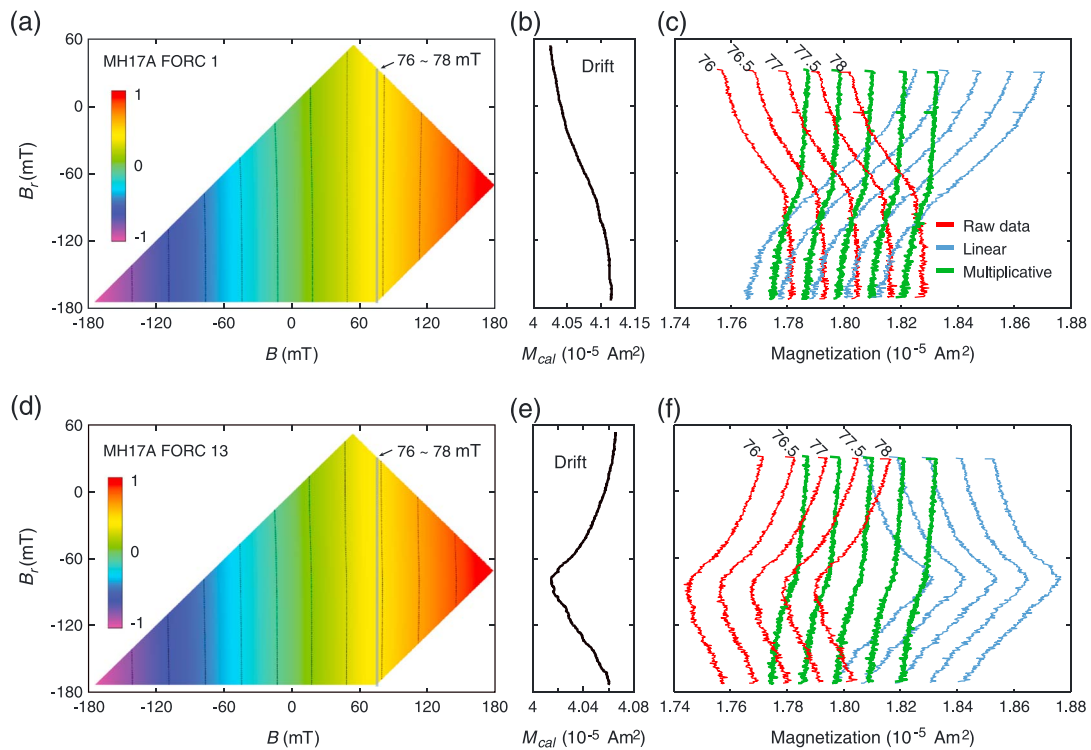 (a)
MH17A FORC 1
76 ~ 78 mT
1
0
-1
60
0
-60
-120
-180
Br (mT)
-180
-120
-60
0
60
120
180
B (mT)
(b)
Drift
4
4.05
4.1
4.15
Mcal (10-5 Am2)
(c)
76
76.5
77
77.5
78
Raw data
Linear
Multiplicative
1.74
1.76
1.78
1.80
1.82
1.84
1.86
1.88
Magnetization (10-5 Am2)
(d)
MH17A FORC 13
76 ~ 78 mT
1
0
-1
60
0
-60
-120
-180
Br (mT)
-180
-120
-60
0
60
120
180
B (mT)
(e)
Drift
4
4.04
4.08
Mcal (10-5 Am2)
(f)
76
76.5
77
77.5
78
1.74
1.76
1.78
1.80
1.82
1.84
1.86
1.88
Magnetization (10-5 Am2)